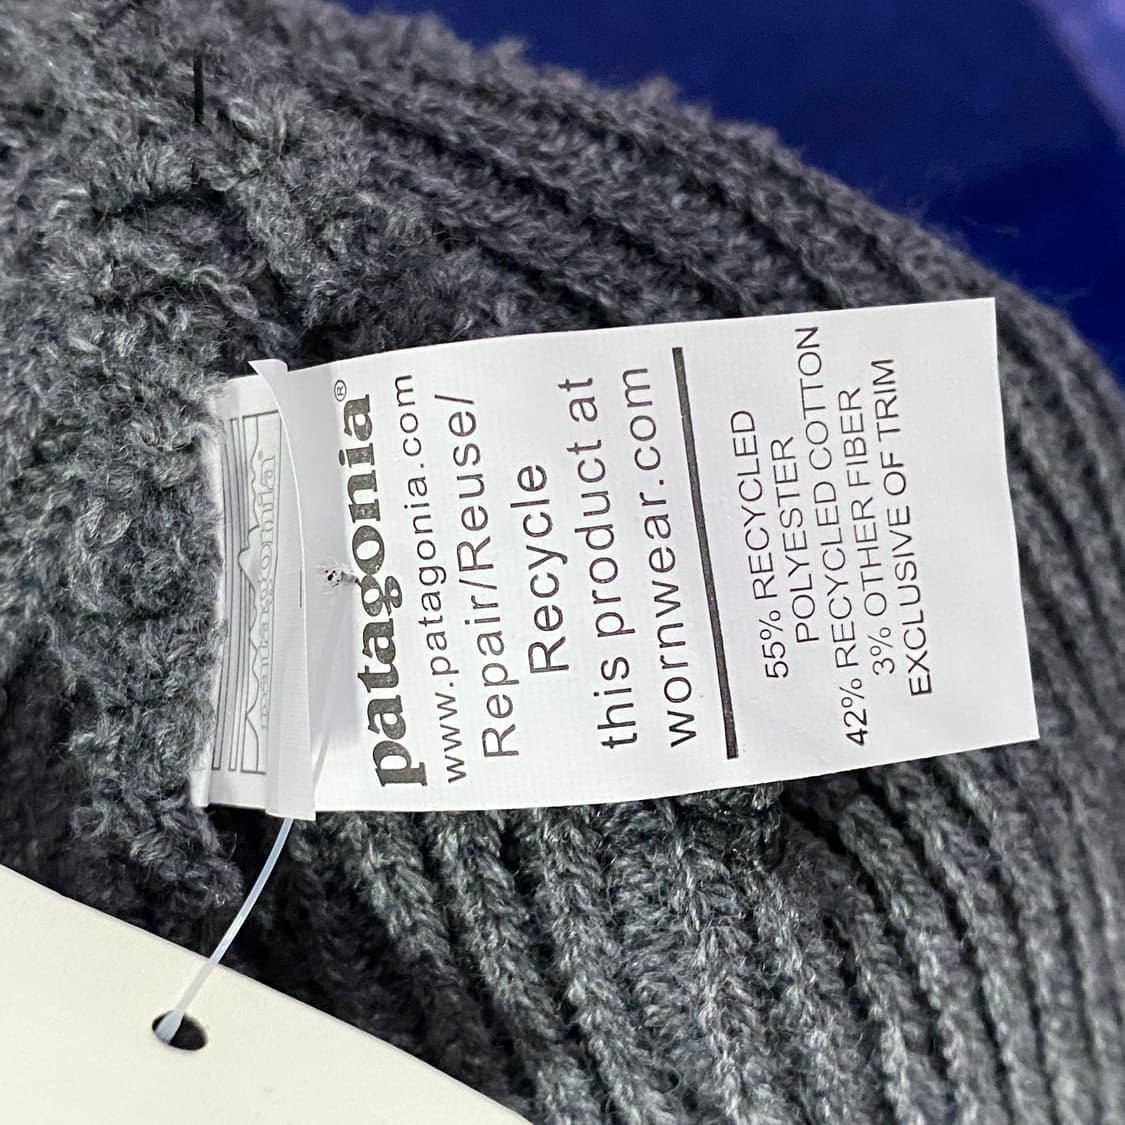 patagonia®
patagonia®
www.patagonia.com
Repair/Reuse/
Recycle
this product at
wornwear.com
55% RECYCLED
POLYESTER
42% RECYCLED COTTON
3% OTHER FIBER
EXCLUSIVE OF TRIM